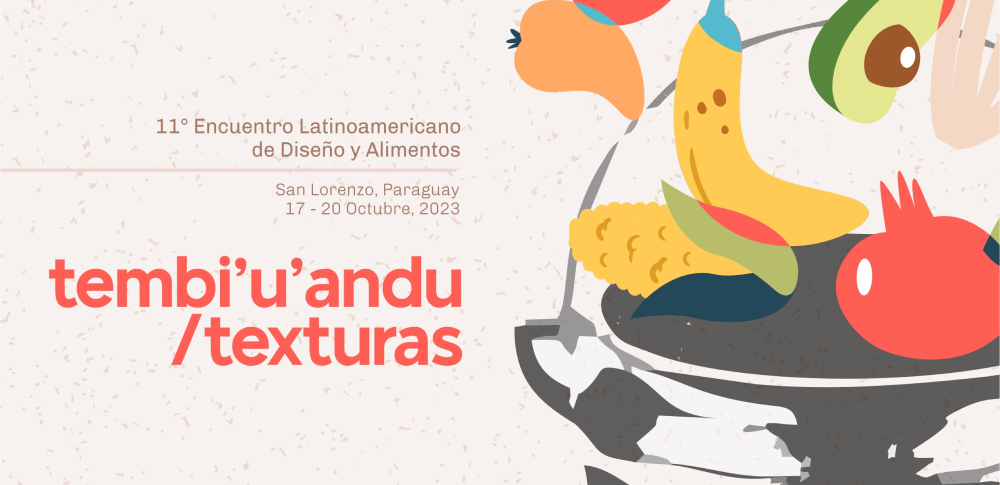 11° Encuentro Latinoamericano
de Diseño y Alimentos
San Lorenzo, Paraguay
17 - 20 Octubre, 2023
tembi’u’andu
/texturas